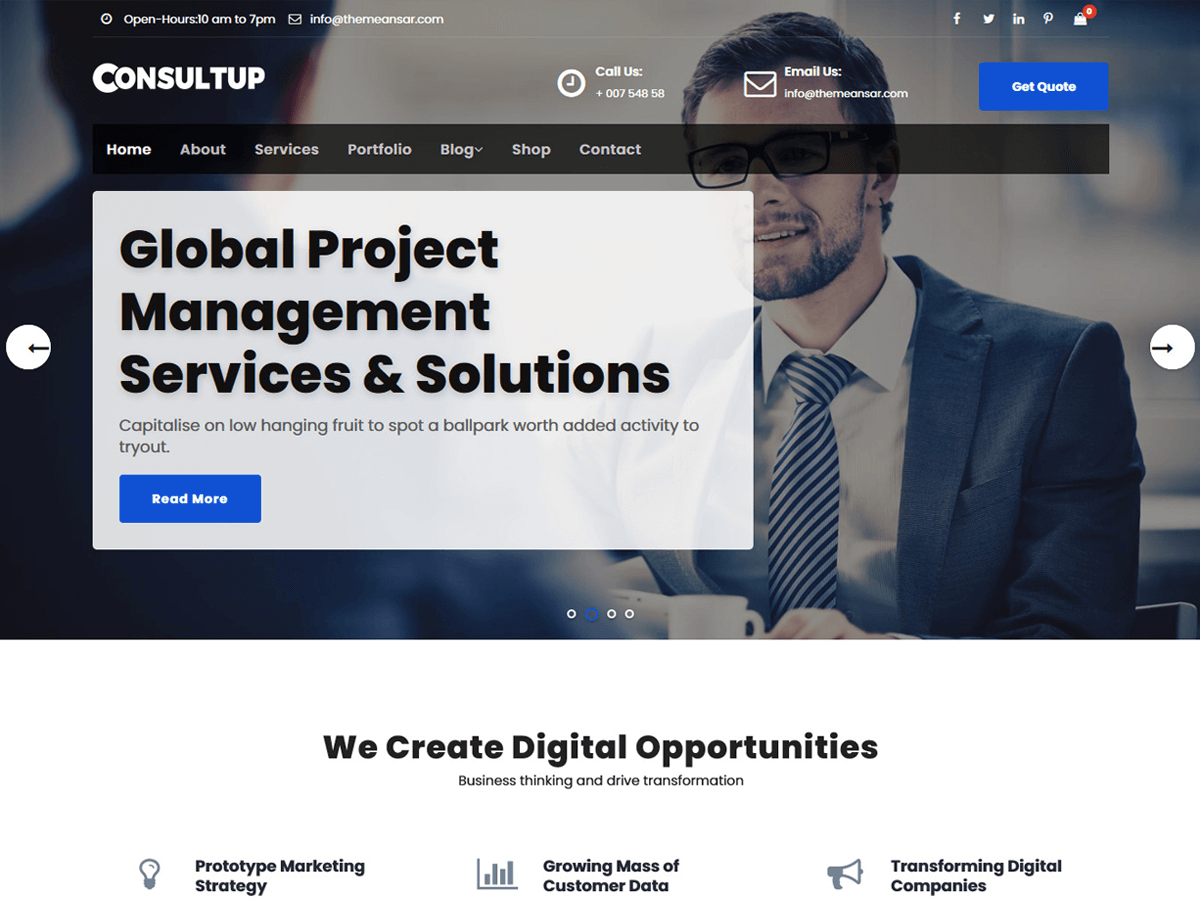 Open-Hours:10 am to 7pm info@themeansar.com
0
CONSULTUP
Call Us:
+ 007 548 58
Email Us:
info@themeansar.com
Get Quote
Home About Services Portfolio Blog Shop Contact
Global Project
Management
Services & Solutions
Capitalise on low hanging fruit to spot a ballpark worth added activity to
tryout.
Read More
We Create Digital Opportunities
Business thinking and drive transformation
Prototype Marketing
Strategy
Growing Mass of
Customer Data
Transforming Digital
Companies